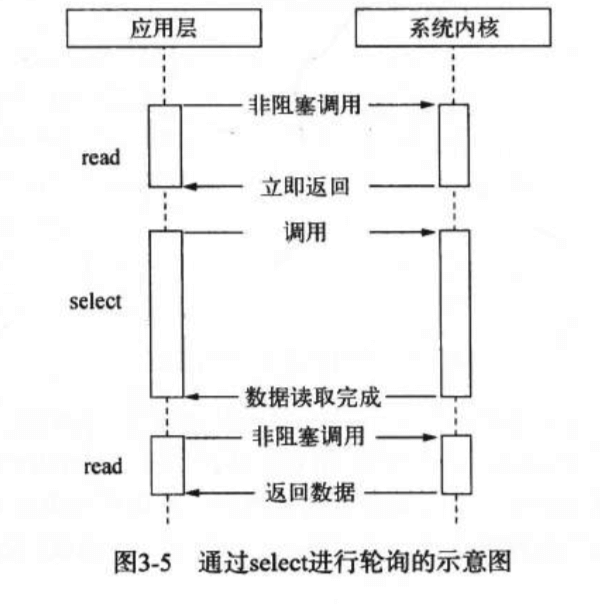 应用层 系统内核
非阻塞调用
read
立即返回
调用
select
数据读取完成
非阻塞调用
read
返回数据
图3-5 通过select进行轮询的示意图